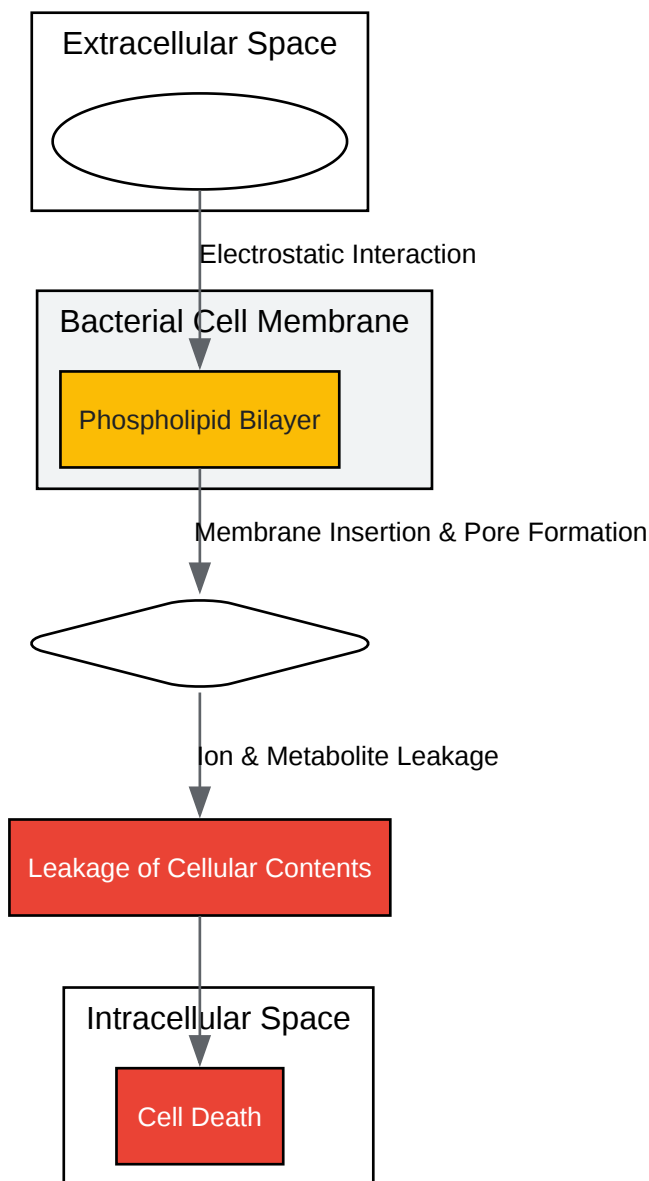 Extracellular Space
Electrostatic Interaction
Bacterial Cell Membrane
Phospholipid Bilayer
Membrane Insertion & Pore Formation
Ion & Metabolite Leakage
Leakage of Cellular Contents
Intracellular Space
Cell Death